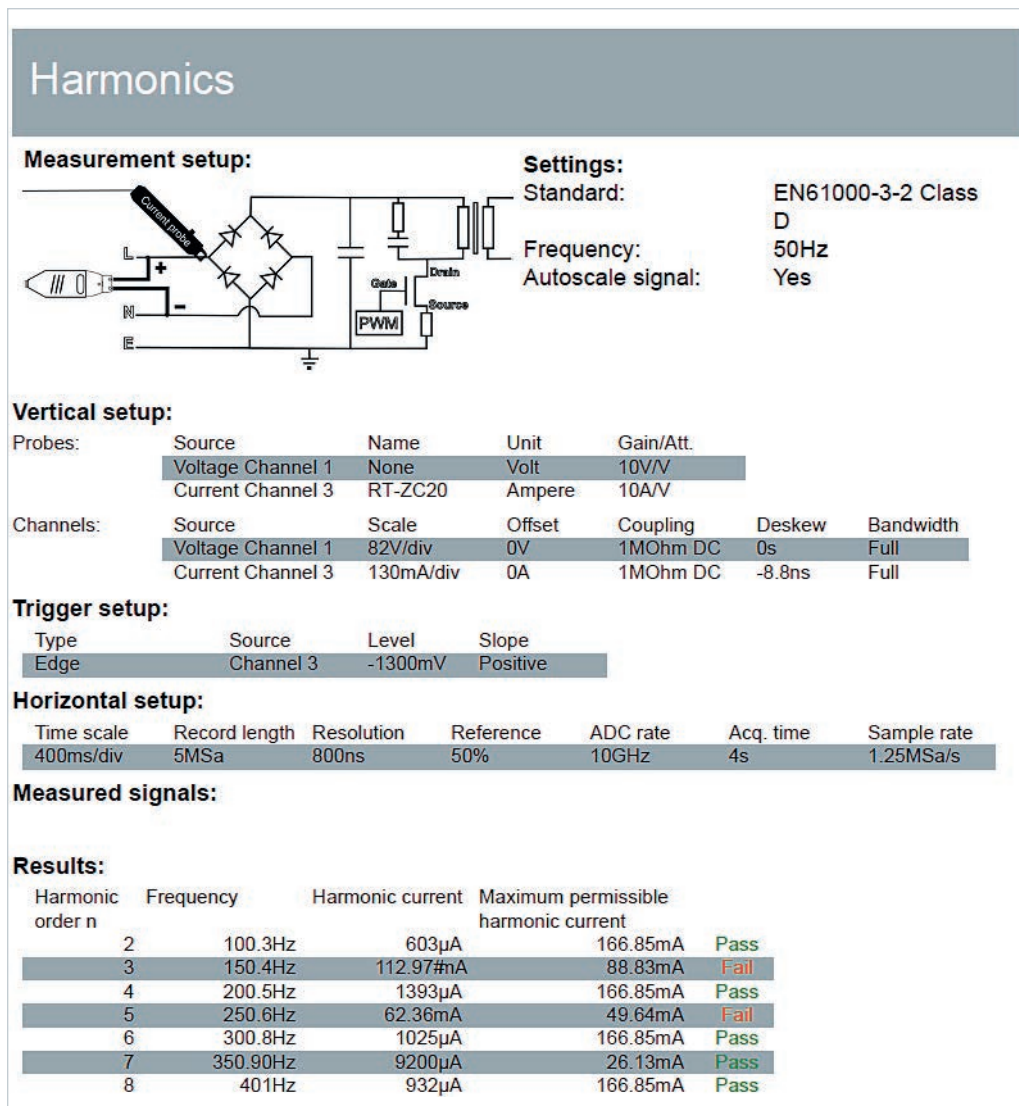 Harmonics
Measurement setup:
Current probe
L
+
N
-
E
Gate
Drain
Source
PWM
Settings:
Standard: EN61000-3-2 Class
D
Frequency: 50Hz
Autoscale signal: Yes
Vertical setup:
Probes: Source Name Unit Gain/Att.
Voltage Channel 1 None Volt 10V/V
Current Channel 3 RT-ZC20 Ampere 10A/V
Channels: Source Scale Offset Coupling Deskew Bandwidth
Voltage Channel 1 82V/div 0V 1MOhm DC 0s Full
Current Channel 3 130mA/div 0A 1MOhm DC -8.8ns Full
Trigger setup:
Type Source Level Slope
Edge Channel 3 -1300mV Positive
Horizontal setup:
Time scale Record length Resolution Reference ADC rate Acq. time Sample rate
400ms/div 5MSa 800ns 50% 10GHz 4s 1.25MSa/s
Measured signals:
Results:
Harmonic Frequency Harmonic current Maximum permissible
order n harmonic current
2 100.3Hz 603µA 166.85mA Pass
3 150.4Hz 112.97#mA 88.83mA Fail
4 200.5Hz 1393µA 166.85mA Pass
5 250.6Hz 62.36mA 49.64mA Fail
6 300.8Hz 1025µA 166.85mA Pass
7 350.90Hz 9200µA 26.13mA Pass
8 401Hz 932µA 166.85mA Pass